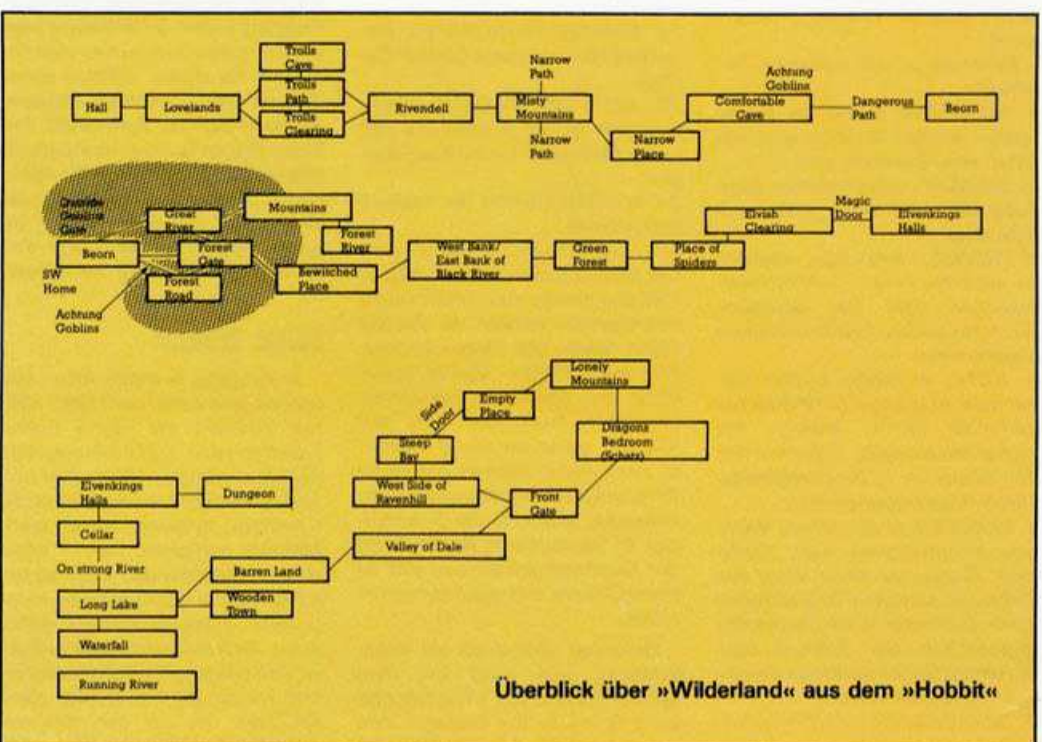 Trolls
Cave
Narrow
Path
Achtung
Goblins
Trolls
Path
Hall
Lovelands
Rivendell
Misty
Mountains
Comfortable
Cave
Dangerous
Path
Beorn
Trolls
Clearing
Narrow
Path
Narrow
Place
Outside
Goblins
Gate
Great
River
Mountains
Elvish
Clearing
Magic
Door
Elvenkings
Halls
Beorn
Forest
Gate
Forest
River
West Bank/
East Bank of
Black River
Green
Forest
Place of
Spiders
SW
Home
Forest
Road
Bewitched
Place
Achtung
Goblins
Lonely
Mountains
Empty
Place
Side
Door
Steep
Bay
Dragons
Bedroom
(Schatz)
Elvenkings
Halls
Dungeon
West Side of
Ravenhill
Front
Gate
Cellar
Valley of Dale
On strong River
Barren Land
Long Lake
Wooden
Town
Waterfall
Running River
Überblick über »Wilderland« aus dem »Hobbit«